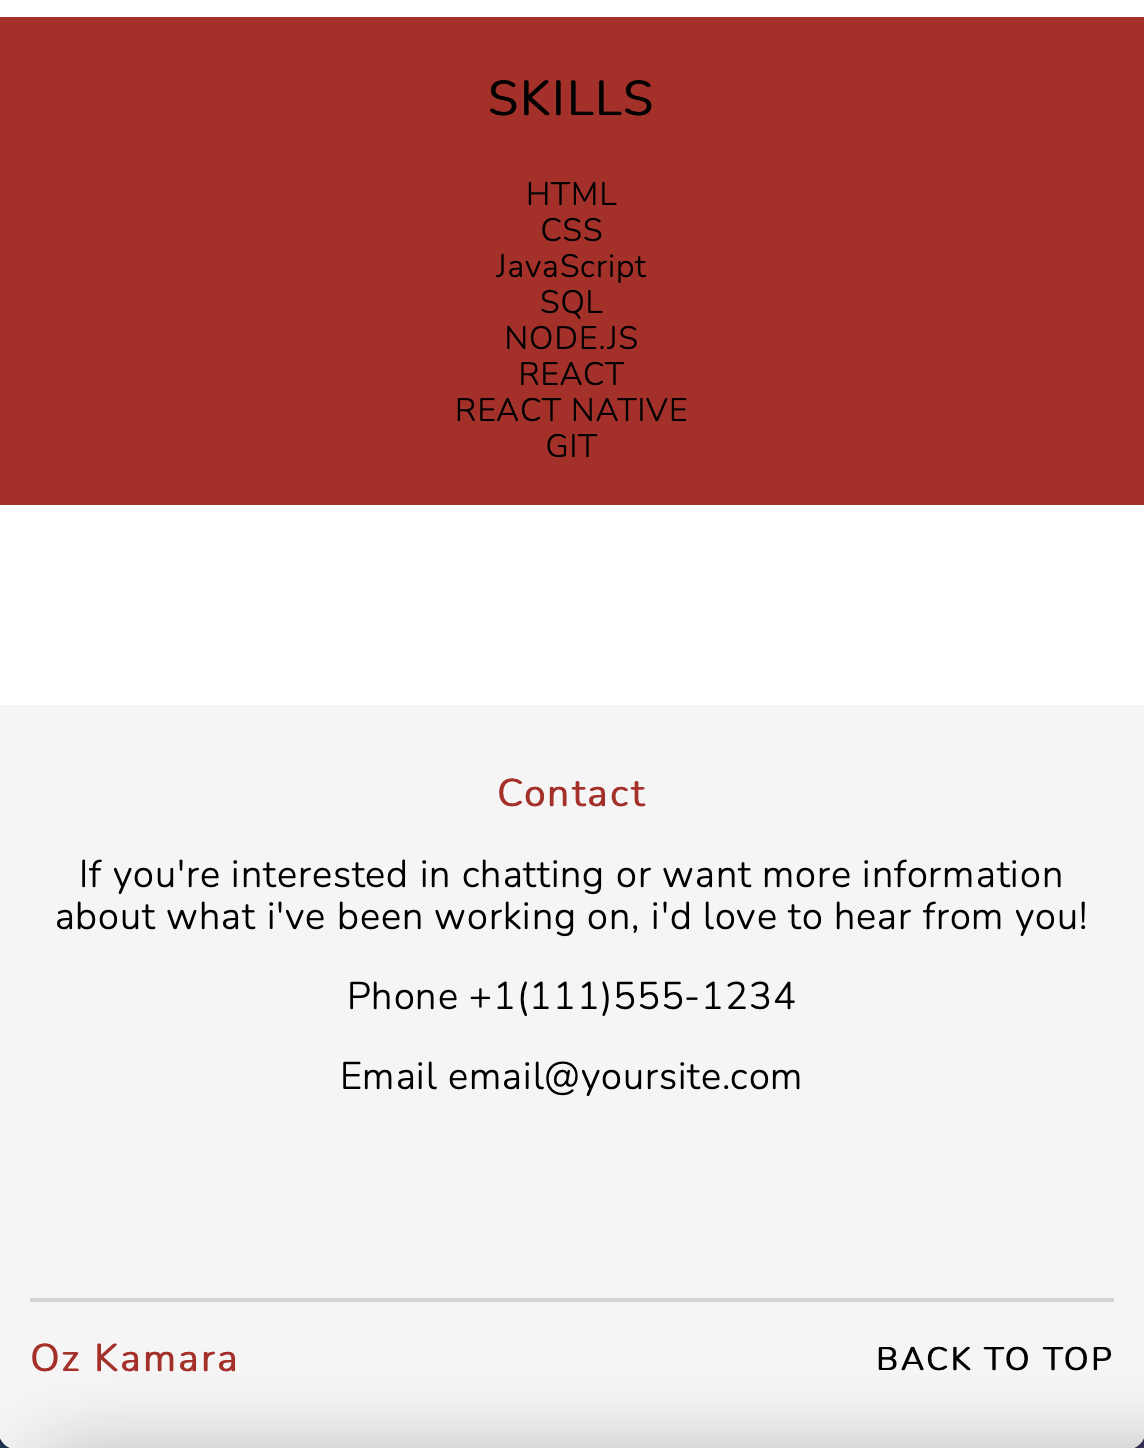 SKILLS
HTML
CSS
JavaScript
SQL
NODE.JS
REACT
REACT NATIVE
GIT
Contact
If you're interested in chatting or want more information
about what i've been working on, i'd love to hear from you!
Phone +1(111)555-1234
Email email@yoursite.com
Oz Kamara
BACK TO TOP